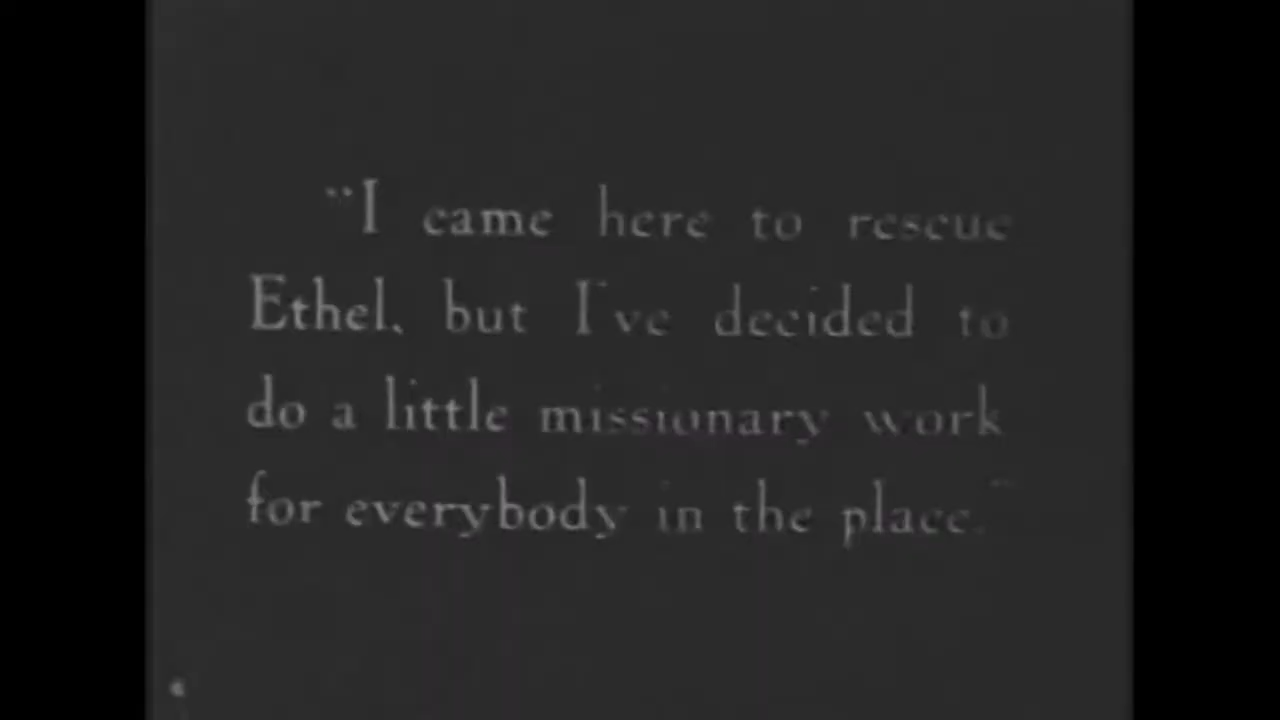 "I came here to rescue
Ethel, but I've decided to
do a little missionary work
for everybody in the place."